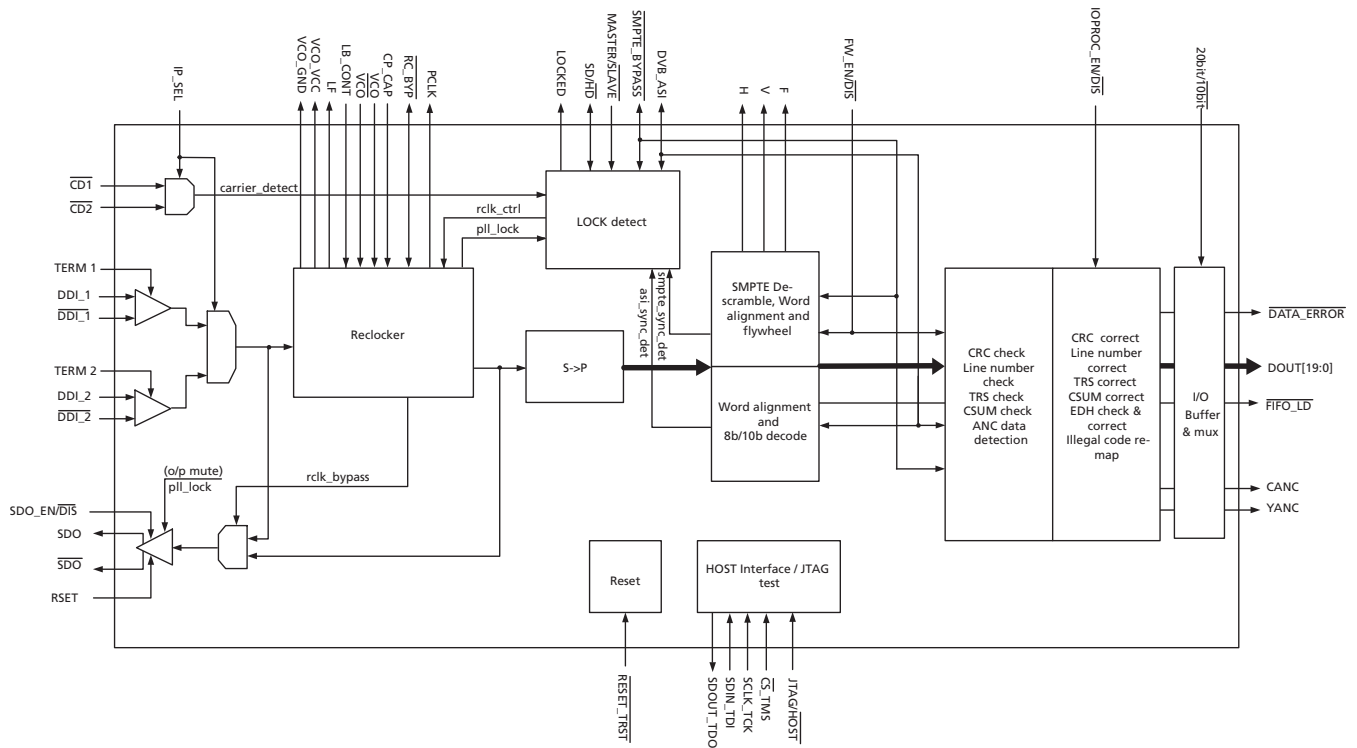 IP_SEL
VCO_GND
VCO_VCC
LF
LB_CONT
VCO
VCO
CP_CAP
RC_BYP
PCLK
LOCKED
SD/HD
MASTER/SLAVE
SMPTE_BYPASS
DVB_ASI
H
V
F
FW_EN/DIS
IOPROC_EN/DIS
20bit/10bit
CD1
CD2
carrier_detect
rclk_ctrl
pll_lock
LOCK detect
TERM 1
DDI_1
DDI_1
TERM 2
DDI_2
DDI_2
Reclocker
S->P
asi_sync_det
smpte_sync_det
SMPTE De-
scramble, Word
alignment and
flywheel
Word alignment
and
8b/10b decode
CRC check
Line number
check
TRS check
CSUM check
ANC data
detection
CRC correct
Line number
correct
TRS correct
CSUM correct
EDH check &
correct
Illegal code re-
map
I/O
Buffer
& mux
DATA_ERROR
DOUT[19:0]
FIFO_LD
CANC
YANC
rclk_bypass
(o/p mute)
pll_lock
SDO_EN/DIS
SDO
SDO
RSET
Reset
HOST Interface / JTAG
test
RESET_TRST
SDOUT_TDO
SDIN_TDI
SCLK_TCK
CS_TMS
JTAG/HOST